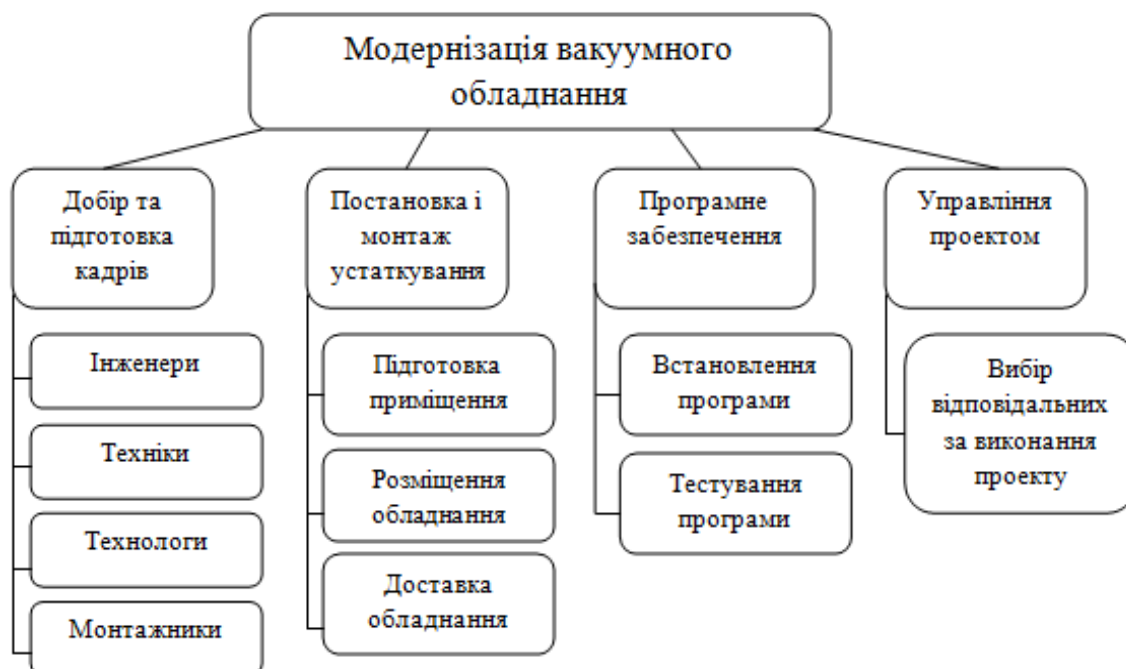 Модернізація вакуумного
обладнання
Добір та
підготовка
кадрів
Інженери
Техніки
Технологи
Монтажники
Постановка і
монтаж
устаткування
Підготовка
приміщення
Розміщення
обладнання
Доставка
обладнання
Програмне
забезпечення
Встановлення
програми
Тестування
програми
Управління
проектом
Вибір
відповідальних
за виконання
проекту